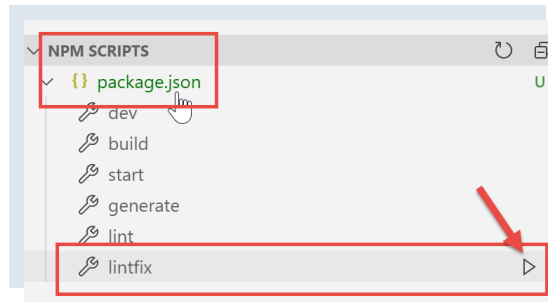 NPM SCRIPTS
{} package.json U
dev
build
start
generate
lint
lintfix